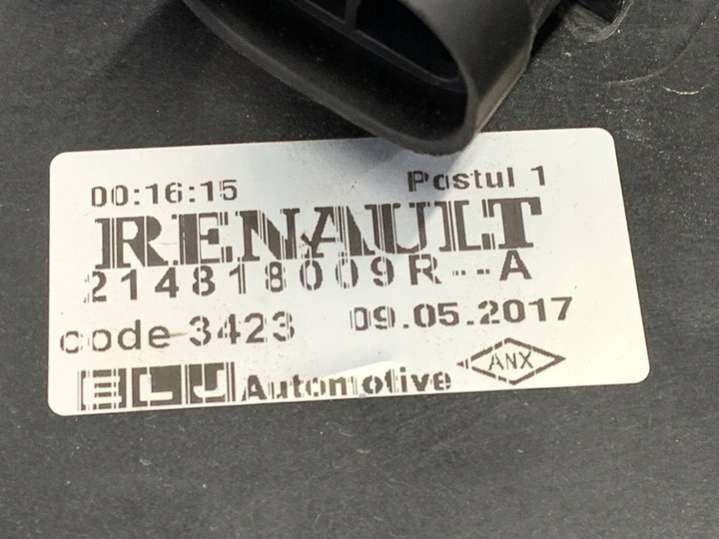 00:16:15 Postul 1
RENAULT
214818009R--A
code 3423 09.05.2017
ELJ Automotive ANX